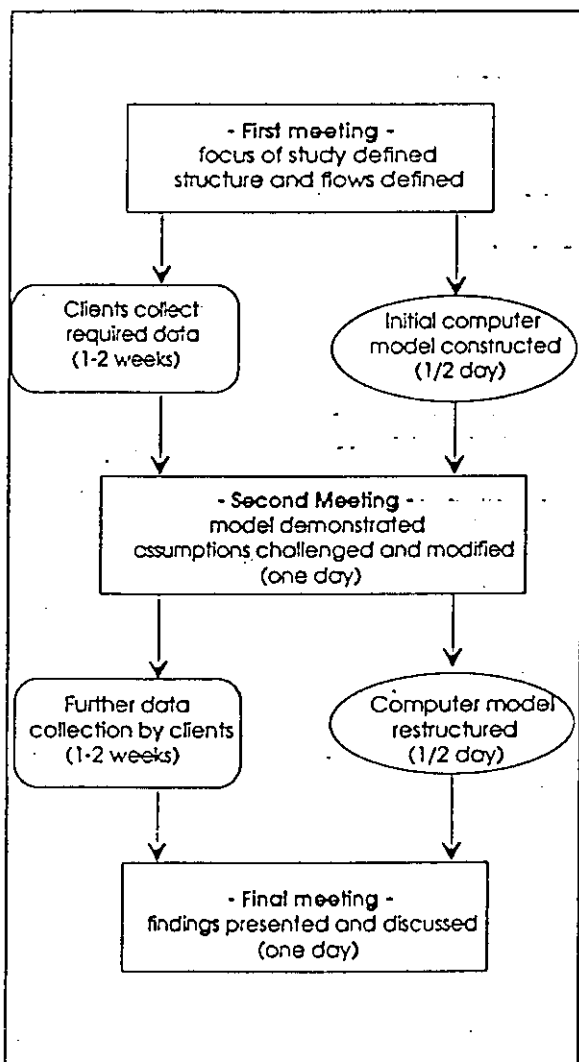 - First meeting -
focus of study defined
structure and flows defined
Clients collect
required data
(1-2 weeks)
Initial computer
model constructed
(1/2 day)
- Second Meeting -
model demonstrated
assumptions challenged and modified
(one day)
Further data
collection by clients
(1-2 weeks)
Computer model
restructured
(1/2 day)
- Final meeting -
findings presented and discussed
(one day)